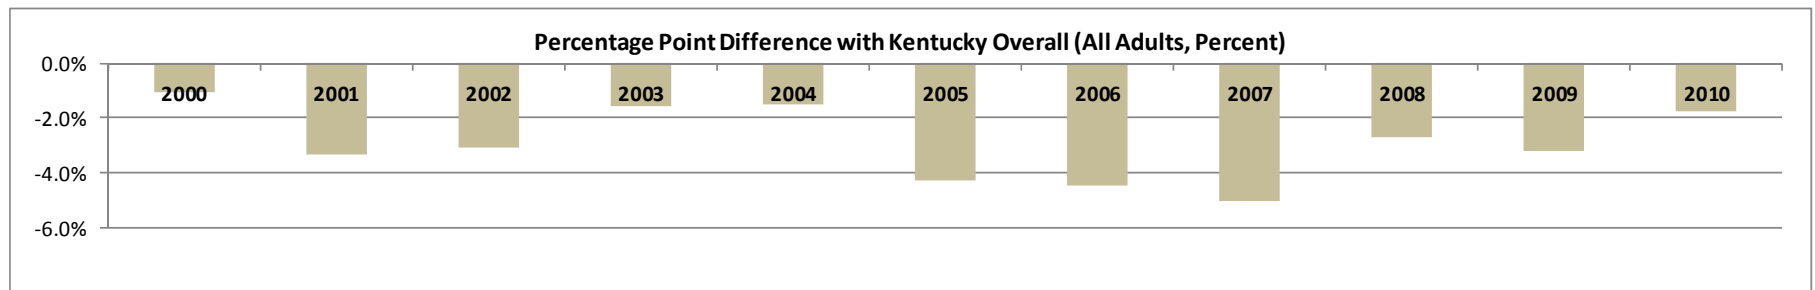 Percentage Point Difference with Kentucky Overall (All Adults, Percent)
0.0%
2000 2001 2002 2003 2004 2005 2006 2007 2008 2009 2010
-2.0%
-4.0%
-6.0%